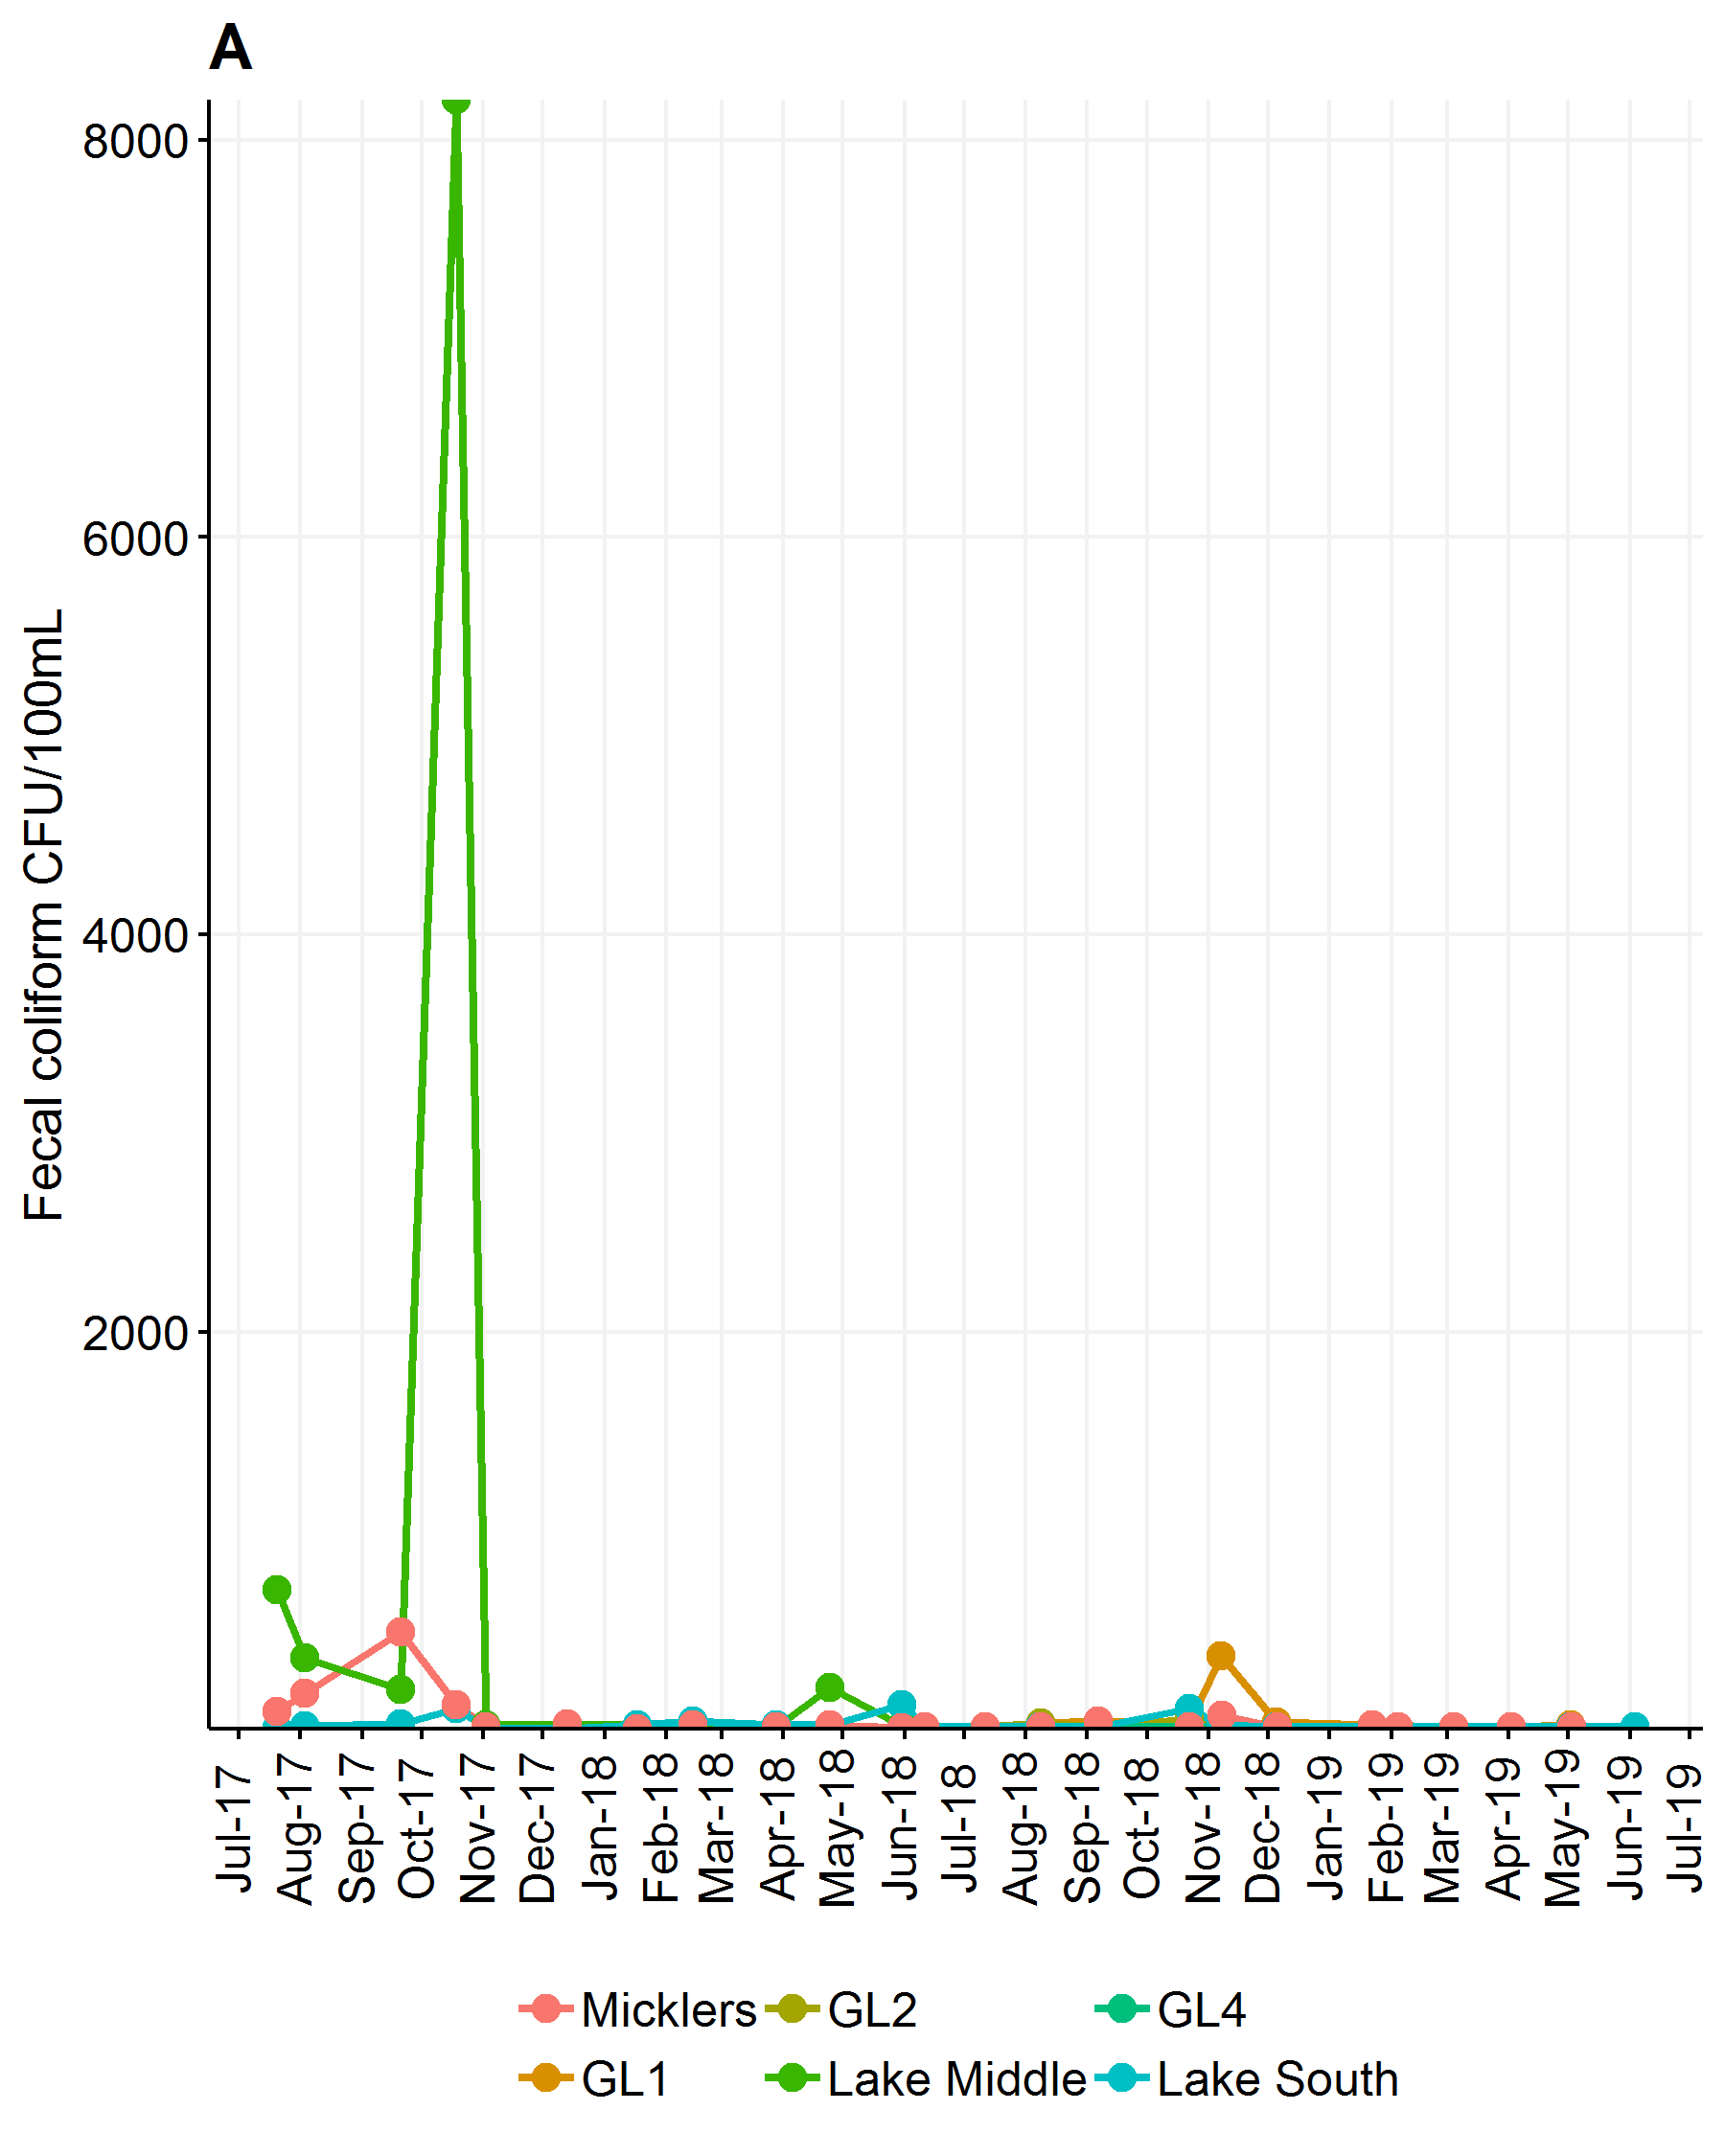 A
8000
6000
4000
2000
Fecal coliform CFU/100mL
Jul-17
Aug-17
Sep-17
Oct-17
Nov-17
Dec-17
Jan-18
Feb-18
Mar-18
Apr-18
May-18
Jun-18
Jul-18
Aug-18
Sep-18
Oct-18
Nov-18
Dec-18
Jan-19
Feb-19
Mar-19
Apr-19
May-19
Jun-19
Jul-19
Micklers GL2 GL4
GL1 Lake Middle Lake South